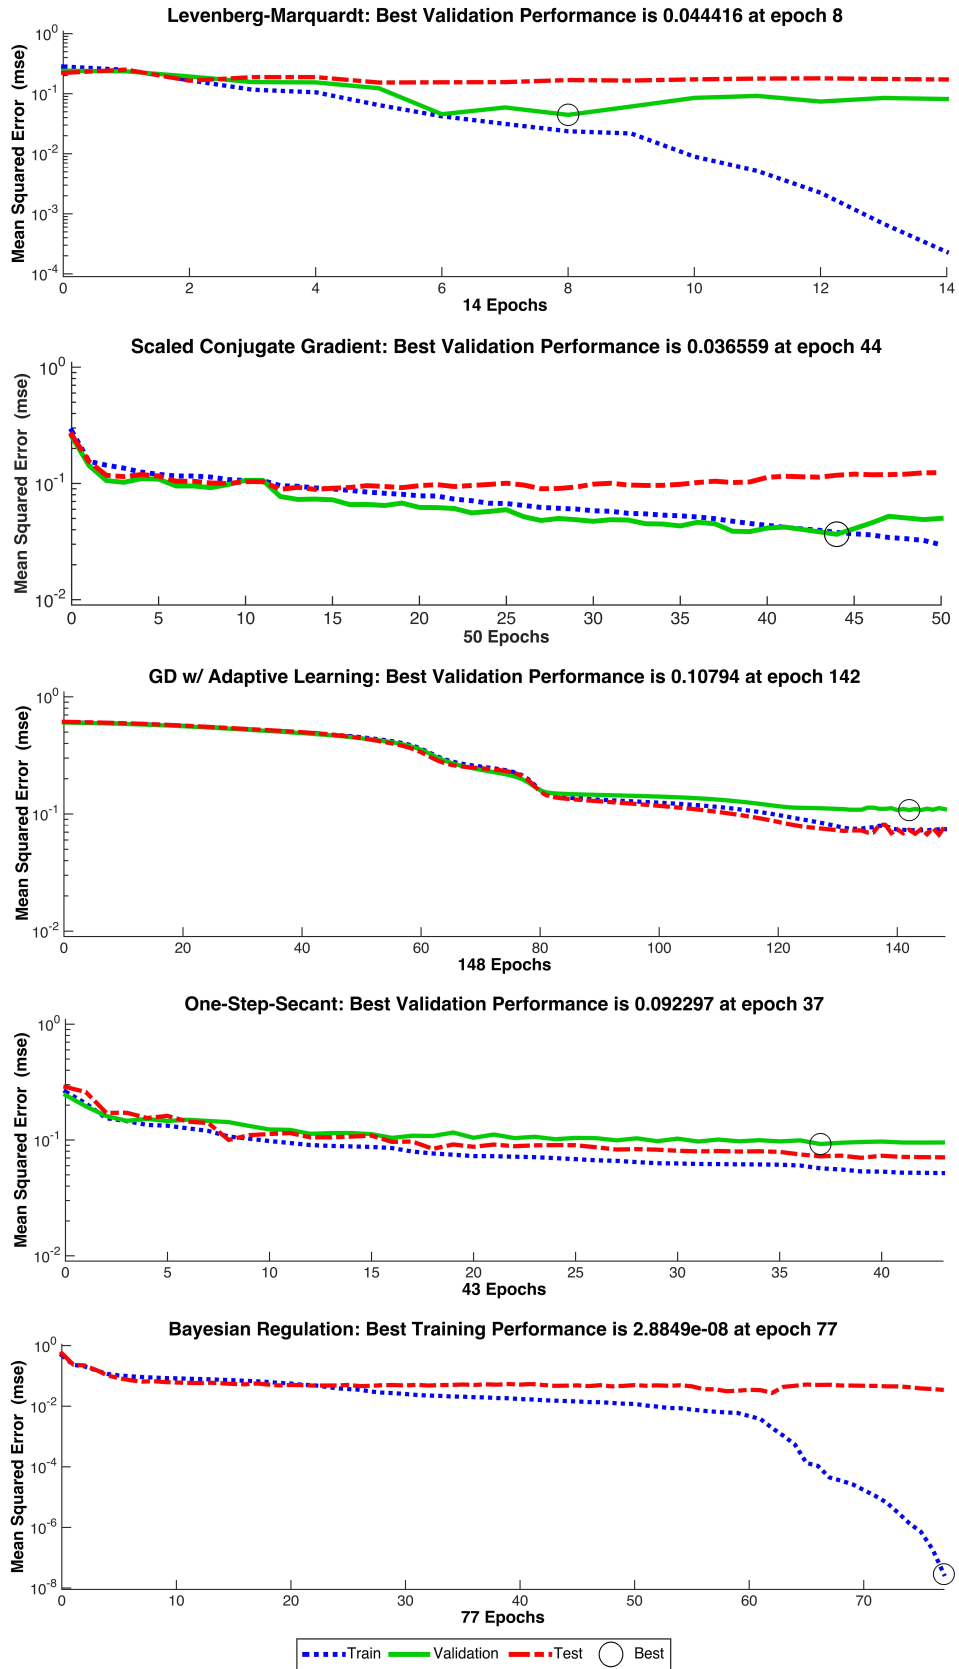 Levenberg-Marquardt: Best Validation Performance is 0.044416 at epoch 8
Mean Squared Error (mse)
10^0
10^-1
10^-2
10^-3
10^-4
0 2 4 6 8 10 12 14
14 Epochs
Scaled Conjugate Gradient: Best Validation Performance is 0.036559 at epoch 44
Mean Squared Error (mse)
10^0
10^-1
10^-2
0 5 10 15 20 25 30 35 40 45 50
50 Epochs
GD w/ Adaptive Learning: Best Validation Performance is 0.10794 at epoch 142
Mean Squared Error (mse)
10^0
10^-1
10^-2
0 20 40 60 80 100 120 140
148 Epochs
One-Step-Secant: Best Validation Performance is 0.092297 at epoch 37
Mean Squared Error (mse)
10^0
10^-1
10^-2
0 5 10 15 20 25 30 35 40
43 Epochs
Bayesian Regulation: Best Training Performance is 2.8849e-08 at epoch 77
Mean Squared Error (mse)
10^0
10^-2
10^-4
10^-6
10^-8
0 10 20 30 40 50 60 70
77 Epochs
Train Validation Test Best